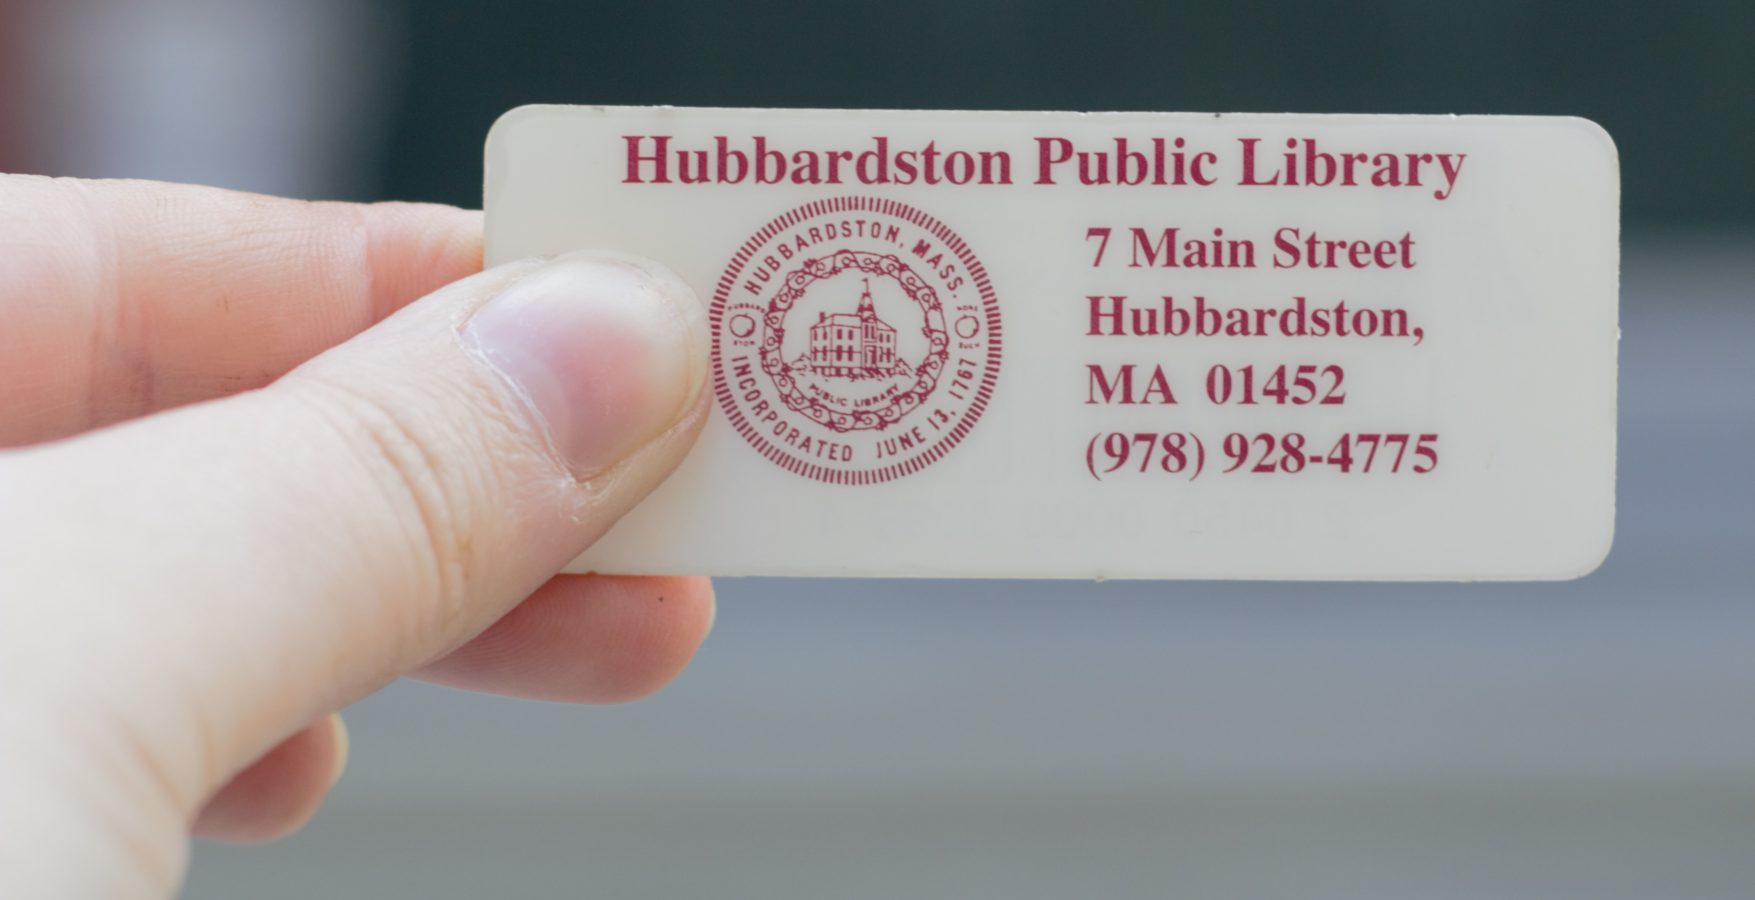 Hubbardston Public Library
HUBBARDSTON, MASS.
PUBLIC LIBRARY
INCORPORATED JUNE 13, 1767
7 Main Street
Hubbardston,
MA 01452
(978) 928-4775